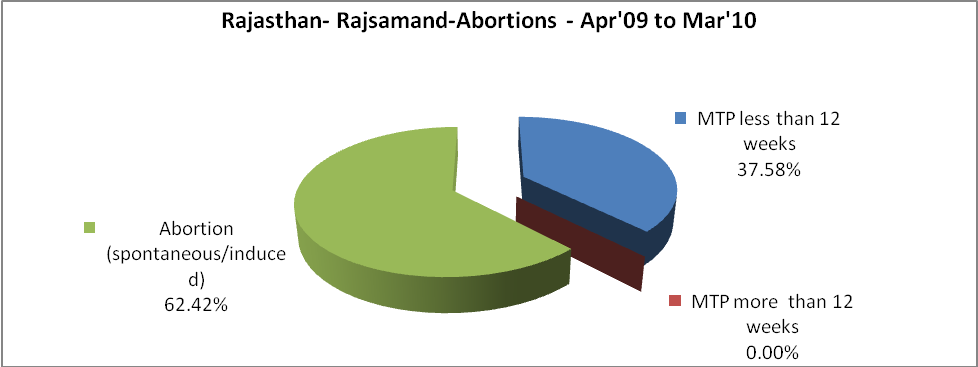 Rajasthan- Rajsamand-Abortions - Apr'09 to Mar'10
MTP less than 12
weeks
37.58%
Abortion
(spontaneous/induce
d)
62.42%
MTP more than 12
weeks
0.00%